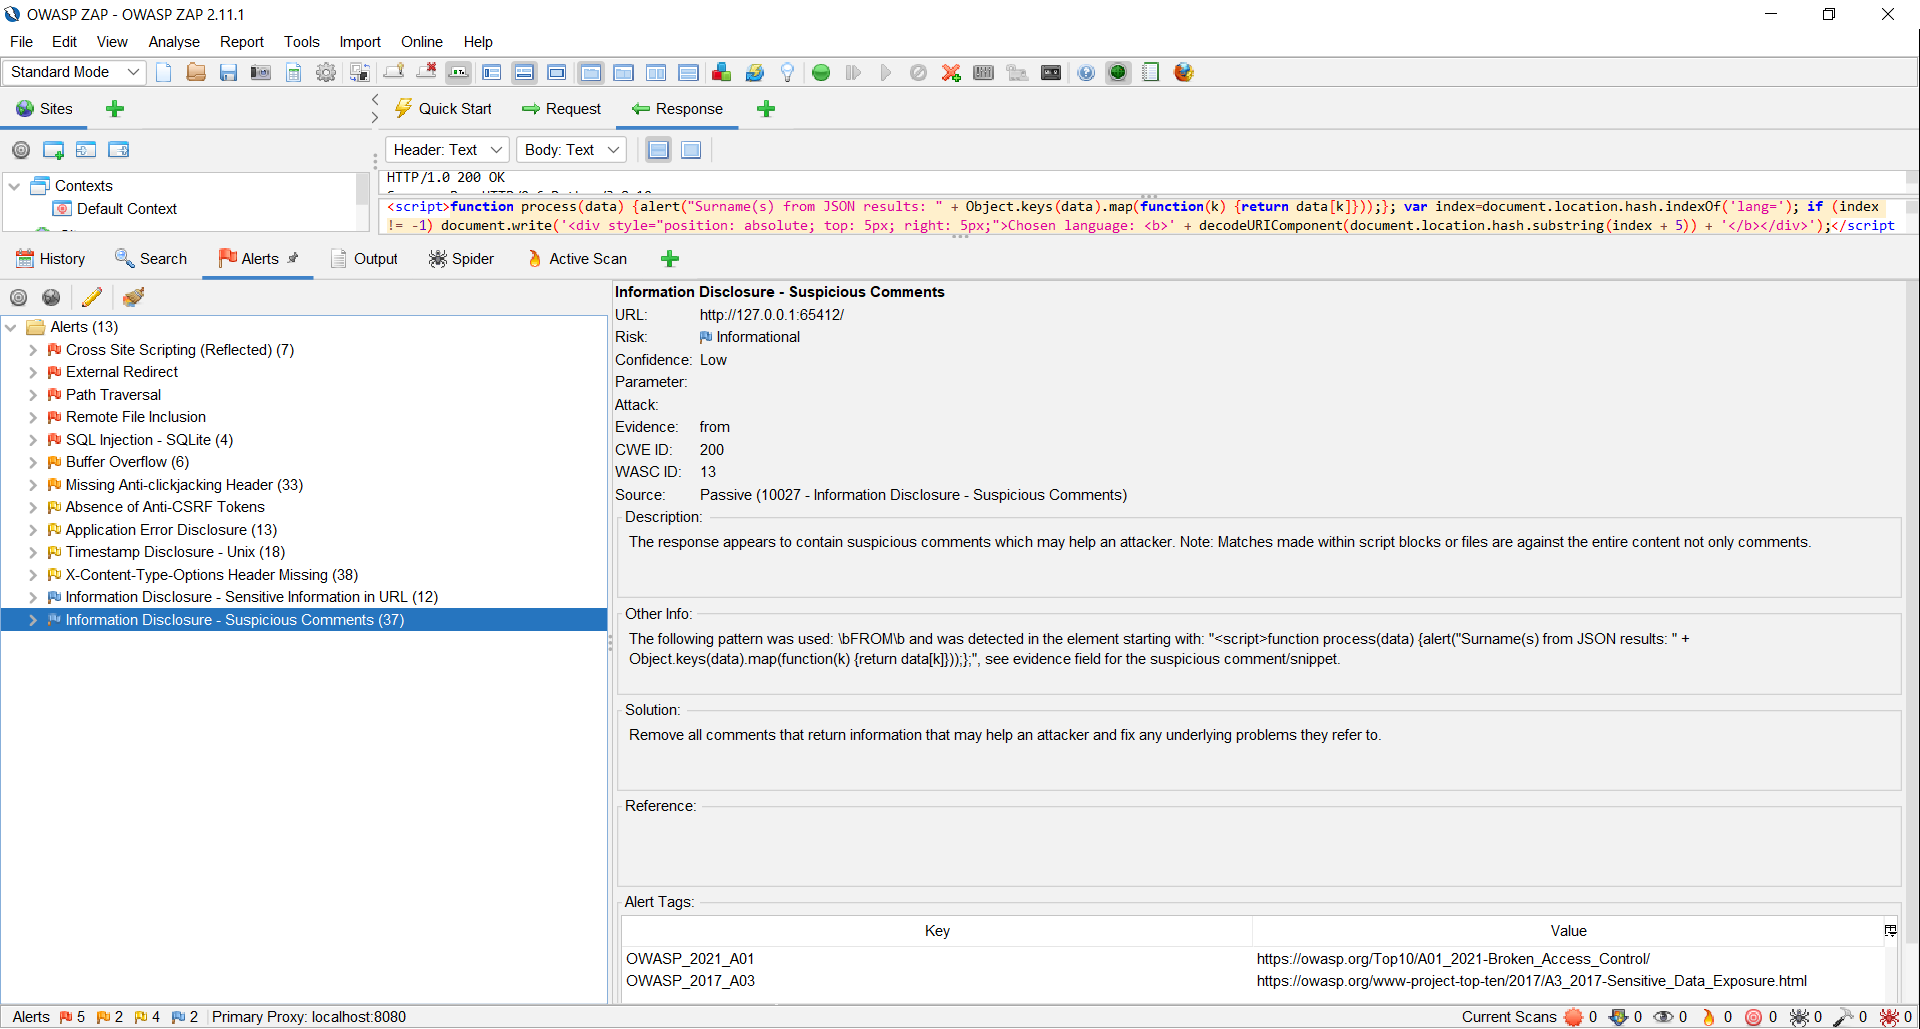 OWASP ZAP - OWASP ZAP 2.11.1
File Edit View Analyse Report Tools Import Online Help
Standard Mode
Sites
Quick Start Request Response
Header: Text Body: Text
Contexts
Default Context
HTTP/1.0 200 OK
<script>function process(data) {alert("Surname(s) from JSON results: " + Object.keys(data).map(function(k) {return data[k]}));}; var index=document.location.hash.indexOf('lang='); if (index
!= -1) document.write('<div style="position: absolute; top: 5px; right: 5px;">Chosen language: <b>' + decodeURIComponent(document.location.hash.substring(index + 5)) + '</b></div>');</script
History Search Alerts Output Spider Active Scan
Alerts (13)
Cross Site Scripting (Reflected) (7)
External Redirect
Path Traversal
Remote File Inclusion
SQL Injection - SQLite (4)
Buffer Overflow (6)
Missing Anti-clickjacking Header (33)
Absence of Anti-CSRF Tokens
Application Error Disclosure (13)
Timestamp Disclosure - Unix (18)
X-Content-Type-Options Header Missing (38)
Information Disclosure - Sensitive Information in URL (12)
Information Disclosure - Suspicious Comments (37)
Information Disclosure - Suspicious Comments
URL: http://127.0.0.1:65412/
Risk: Informational
Confidence: Low
Parameter:
Attack:
Evidence: from
CWE ID: 200
WASC ID: 13
Source: Passive (10027 - Information Disclosure - Suspicious Comments)
Description:
The response appears to contain suspicious comments which may help an attacker. Note: Matches made within script blocks or files are against the entire content not only comments.
Other Info:
The following pattern was used: \bFROM\b and was detected in the element starting with: "<script>function process(data) {alert("Surname(s) from JSON results: " +
Object.keys(data).map(function(k) {return data[k]}));};", see evidence field for the suspicious comment/snippet.
Solution:
Remove all comments that return information that may help an attacker and fix any underlying problems they refer to.
Reference:
Alert Tags:
Key Value
OWASP_2021_A01 https://owasp.org/Top10/A01_2021-Broken_Access_Control/
OWASP_2017_A03 https://owasp.org/www-project-top-ten/2017/A3_2017-Sensitive_Data_Exposure.html
Alerts 5 2 4 2 Primary Proxy: localhost:8080 Current Scans 0 0 0 0 0 0 0 0